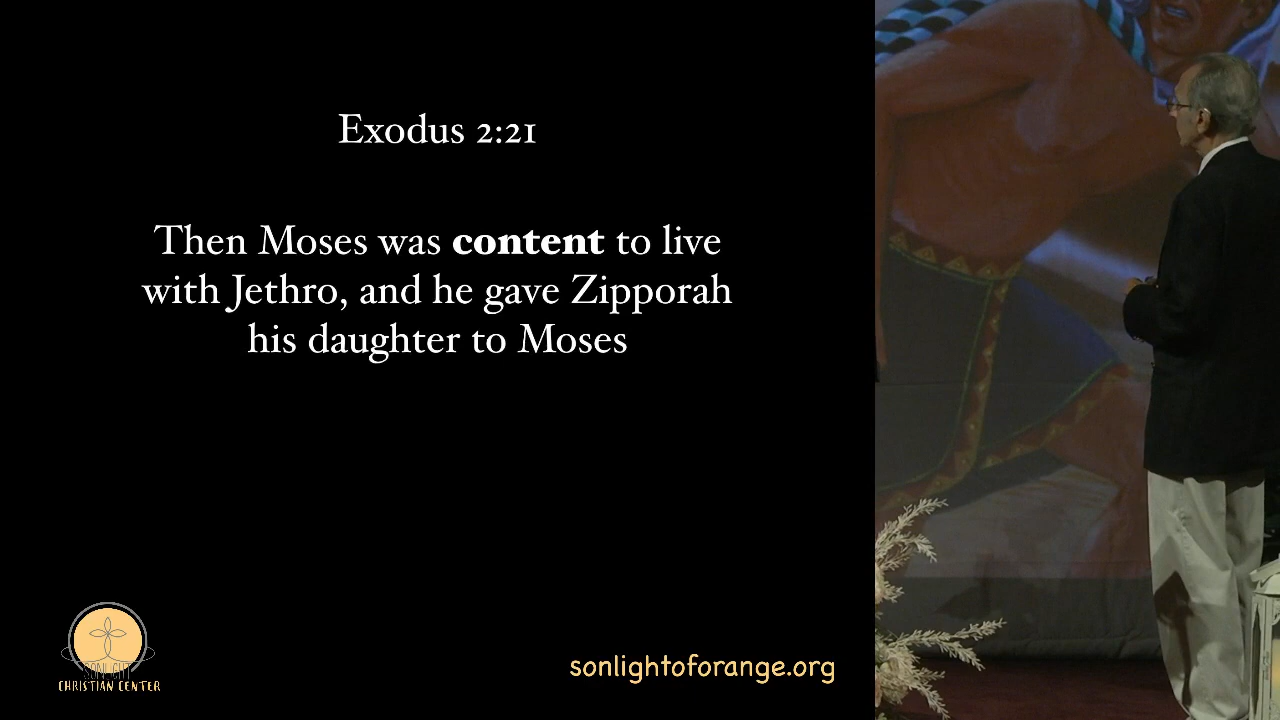 Exodus 2:21
Then Moses was content to live
with Jethro, and he gave Zipporah
his daughter to Moses
SONLIGHT
CHRISTIAN CENTER
sonlightoforange.org